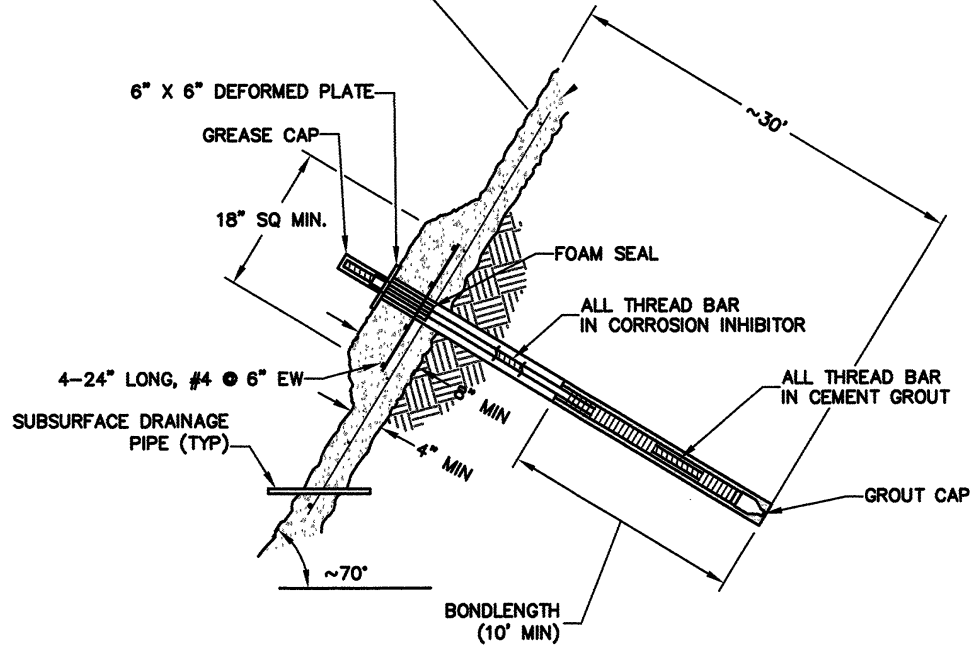 6" X 6" DEFORMED PLATE
GREASE CAP
~30'
18" SQ MIN.
FOAM SEAL
ALL THREAD BAR
IN CORROSION INHIBITOR
4-24" LONG, #4 @ 6" EW
8" MIN
ALL THREAD BAR
IN CEMENT GROUT
SUBSURFACE DRAINAGE
PIPE (TYP)
4" MIN
GROUT CAP
~70°
BONDLENGTH
(10' MIN)